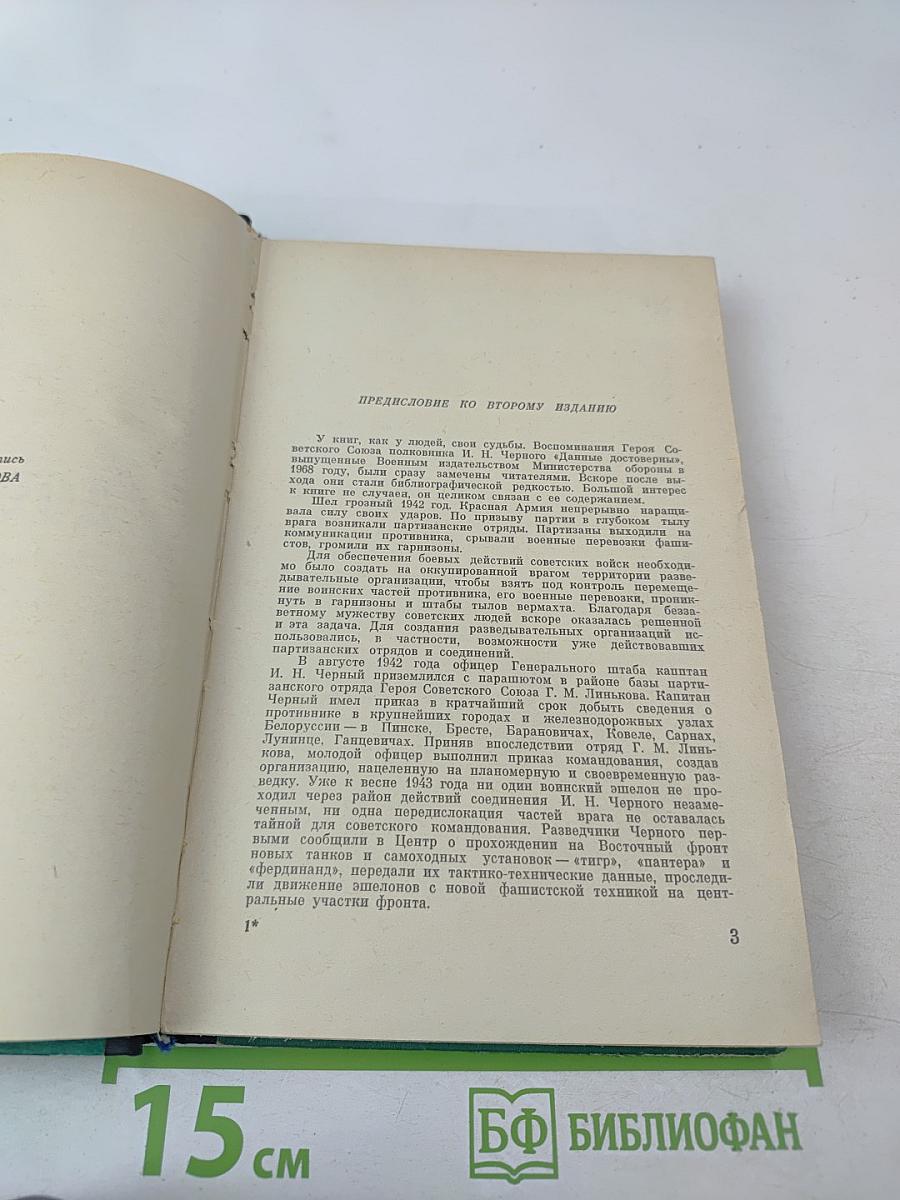 пись
ОВА
ПРЕДИСЛОВИЕ КО ВТОРОМУ ИЗДАНИЮ
У книг, как у людей, свои судьбы. Воспоминания Героя Со-
ветского Союза полковника И. Н. Черного «Данные достоверны»,
выпущенные Военным издательством Министерства обороны в
1968 году, были сразу замечены читателями. Вскоре после вы-
хода они стали библиографической редкостью. Большой интерес
к книге не случаен, он целиком связан с ее содержанием.
Шел грозный 1942 год. Красная Армия непрерывно наращи-
вала силу своих ударов. По призыву партии в глубоком тылу
врага возникали партизанские отряды. Партизаны выходили на
коммуникации противника, срывали военные перевозки фаши-
стов, громили их гарнизоны.
Для обеспечения боевых действий советских войск необходи-
мо было создать на оккупированной врагом территории разве-
дывательные организации, чтобы взять под контроль перемеще-
ние воинских частей противника, его военные перевозки, проник-
нуть в гарнизоны и штабы тылов вермахта. Благодаря безза-
ветному мужеству советских людей вскоре оказалась решенной
и эта задача. Для создания разведывательных организаций ис-
пользовались, в частности, возможности уже действовавших
партизанских отрядов и соединений.
В августе 1942 года офицер Генерального штаба капитан
И. Н. Черный приземлился с парашютом в районе базы парти-
занского отряда Героя Советского Союза Г. М. Линькова. Капитан
Черный имел приказ в кратчайший срок добыть сведения о
противнике в крупнейших городах и железнодорожных узлах
Белоруссии — в Пинске, Бресте, Барановичах, Ковеле, Сарнах,
Лунинце, Ганцевичах. Приняв впоследствии отряд Г. М. Линь-
кова, молодой офицер выполнил приказ командования, создав
организацию, нацеленную на планомерную и своевременную раз-
ведку. Уже к весне 1943 года ни один воинский эшелон не про-
ходил через район действий соединения И. Н. Черного незаме-
ченным, ни одна передислокация частей врага не оставалась
тайной для советского командования. Разведчики Черного пер-
выми сообщили в Центр о прохождении на Восточный фронт
новых танков и самоходных установок — «тигр», «пантера» и
«фердинанд», передали их тактико-технические данные, проследи-
ли движение эшелонов с новой фашистской техникой на цент-
ральные участки фронта.
1*
3
15 см
БФ БИБЛИОФАН